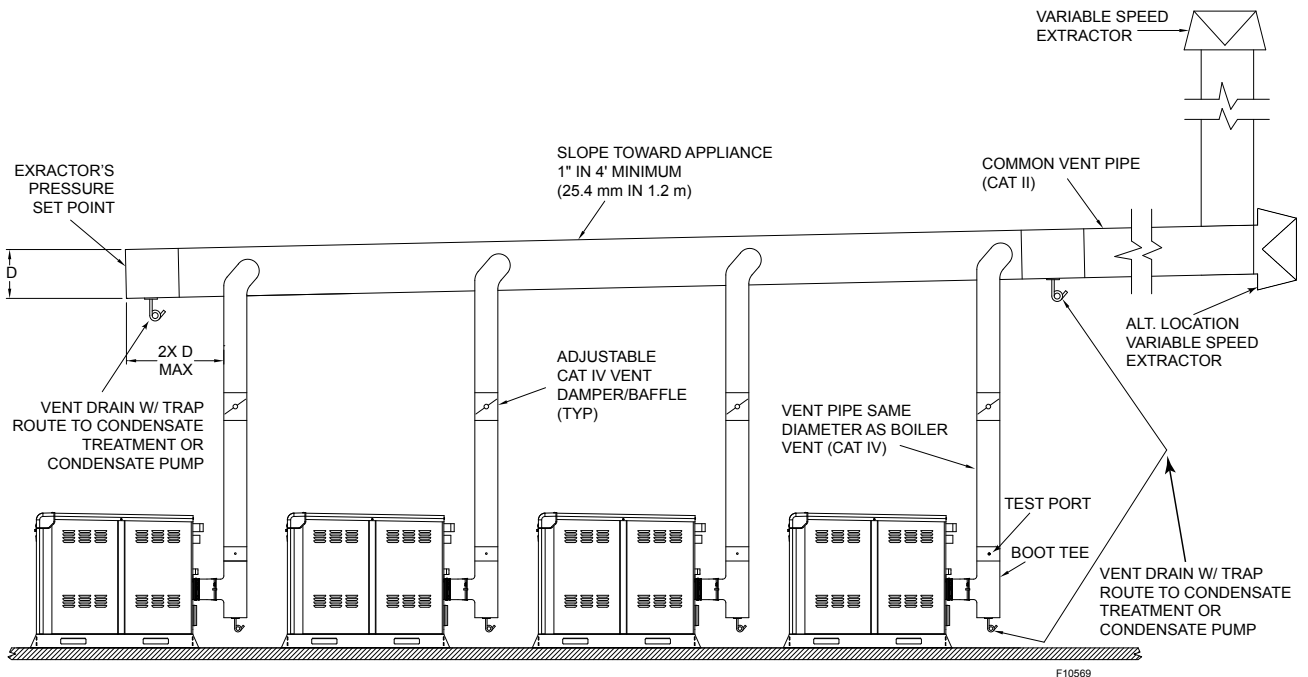 VARIABLE SPEED
EXTRACTOR
SLOPE TOWARD APPLIANCE
1" IN 4' MINIMUM
(25.4 mm IN 1.2 m)
COMMON VENT PIPE
(CAT II)
EXRACTOR'S
PRESSURE
SET POINT
D
2X D
MAX
ALT. LOCATION
VARIABLE SPEED
EXTRACTOR
ADJUSTABLE
CAT IV VENT
DAMPER/BAFFLE
(TYP)
VENT DRAIN W/ TRAP
ROUTE TO CONDENSATE
TREATMENT OR
CONDENSATE PUMP
VENT PIPE SAME
DIAMETER AS BOILER
VENT (CAT IV)
TEST PORT
BOOT TEE
VENT DRAIN W/ TRAP
ROUTE TO CONDENSATE
TREATMENT OR
CONDENSATE PUMP
F10569